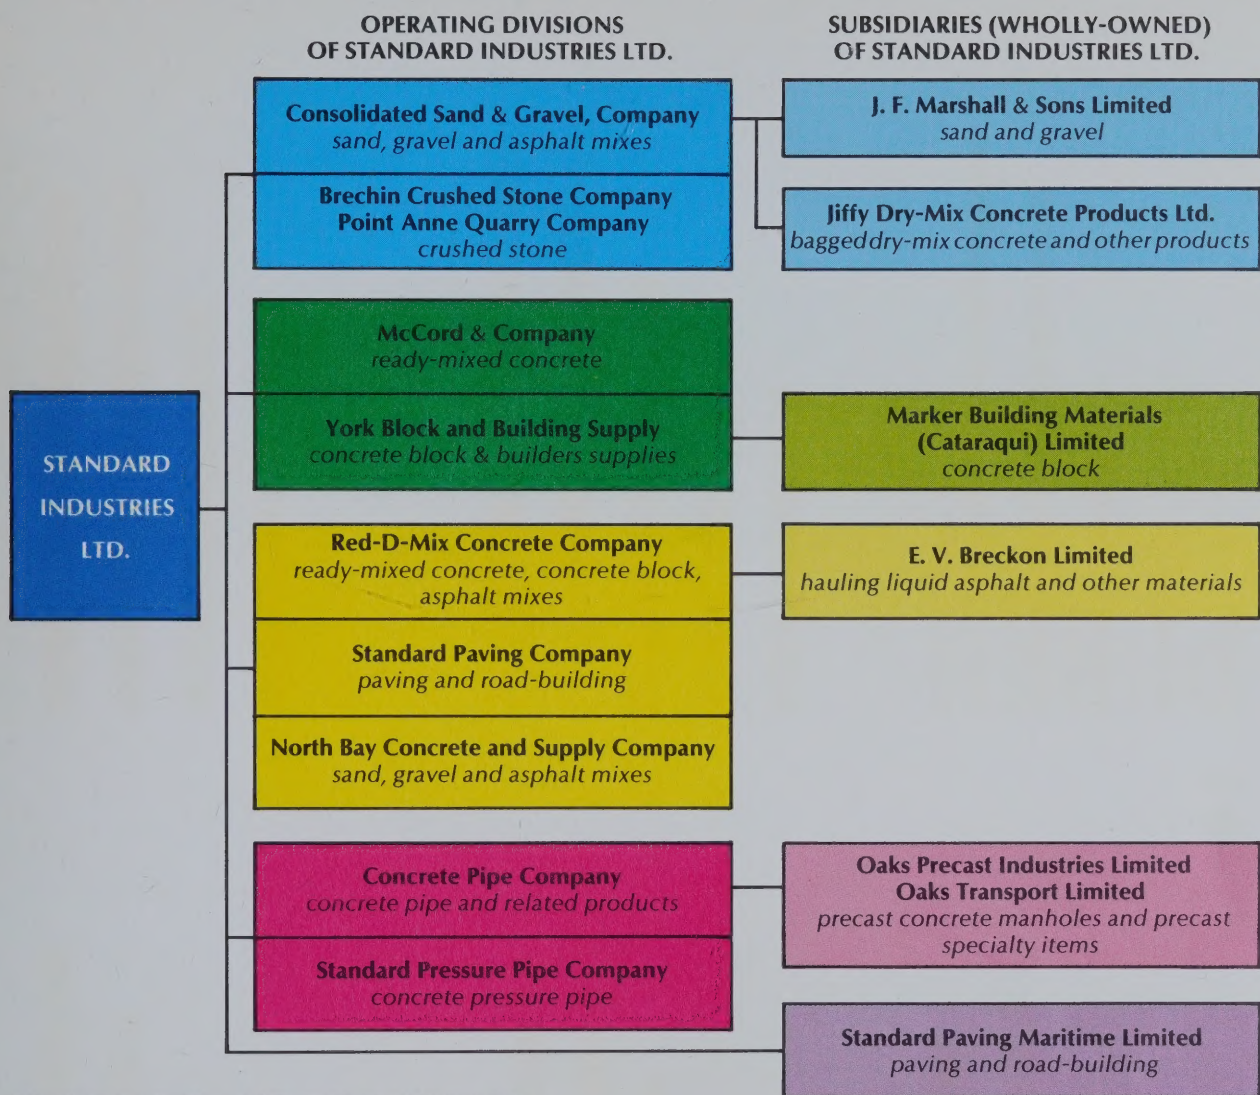 OPERATING DIVISIONS
OF STANDARD INDUSTRIES LTD.
SUBSIDIARIES (WHOLLY-OWNED)
OF STANDARD INDUSTRIES LTD.
STANDARD
INDUSTRIES
LTD.
Consolidated Sand & Gravel, Company
sand, gravel and asphalt mixes
Brechin Crushed Stone Company
Point Anne Quarry Company
crushed stone
J. F. Marshall & Sons Limited
sand and gravel
Jiffy Dry-Mix Concrete Products Ltd.
bagged dry-mix concrete and other products
McCord & Company
ready-mixed concrete
York Block and Building Supply
concrete block & builders supplies
Marker Building Materials
(Cataraqui) Limited
concrete block
Red-D-Mix Concrete Company
ready-mixed concrete, concrete block,
asphalt mixes
E. V. Breckon Limited
hauling liquid asphalt and other materials
Standard Paving Company
paving and road-building
North Bay Concrete and Supply Company
sand, gravel and asphalt mixes
Concrete Pipe Company
concrete pipe and related products
Oaks Precast Industries Limited
Oaks Transport Limited
precast concrete manholes and precast
specialty items
Standard Pressure Pipe Company
concrete pressure pipe
Standard Paving Maritime Limited
paving and road-building